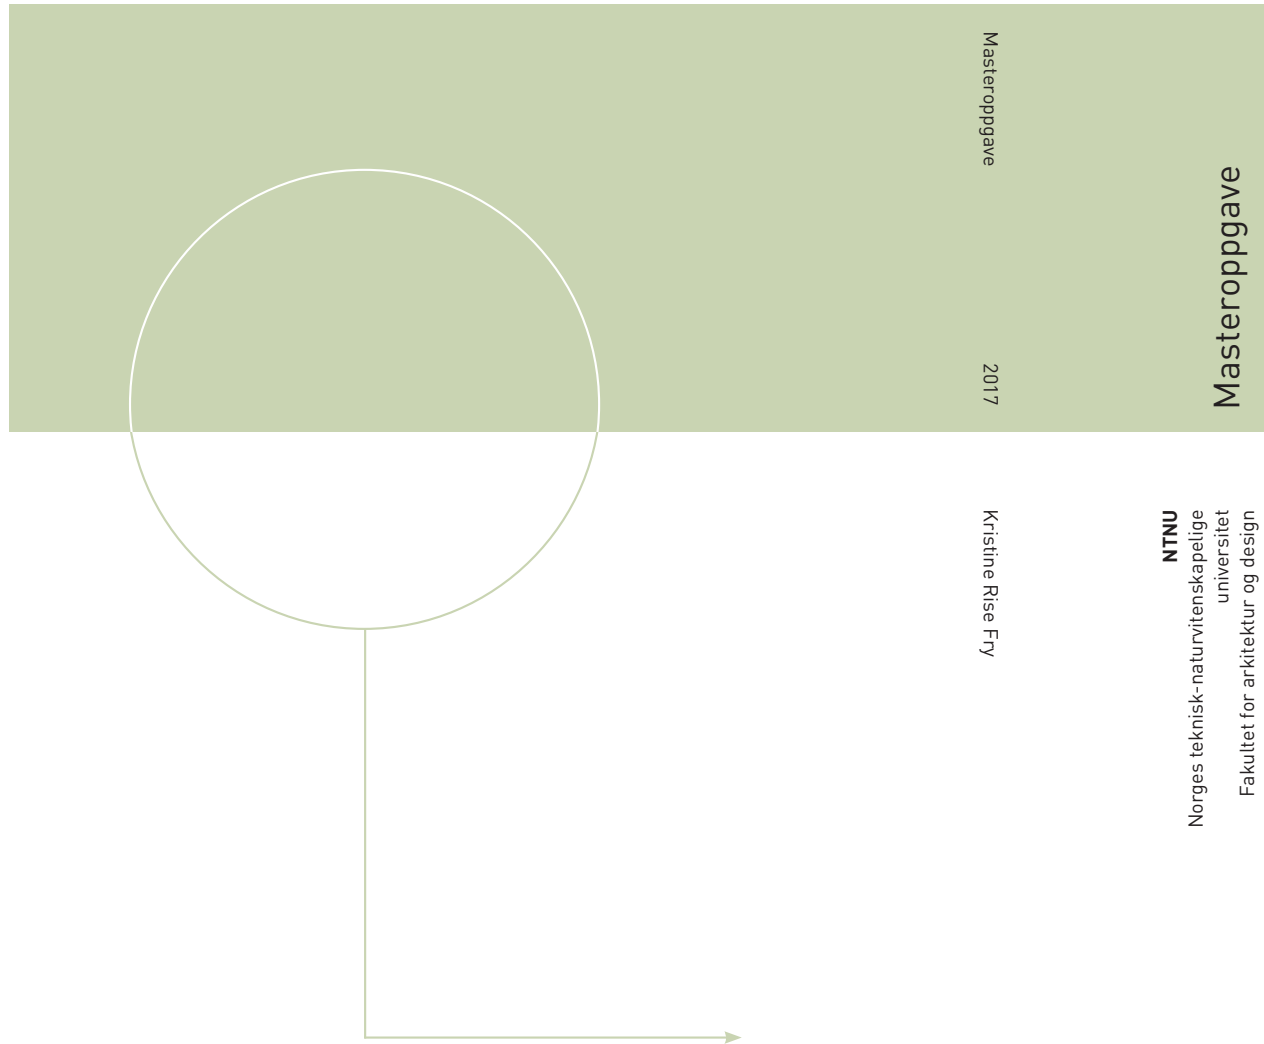 Masteroppgave
2017
Kristine Rise Fry
Masteroppgave
NTNU
Norges teknisk-naturvitenskapelige
universitet
Fakultet for arkitektur og design